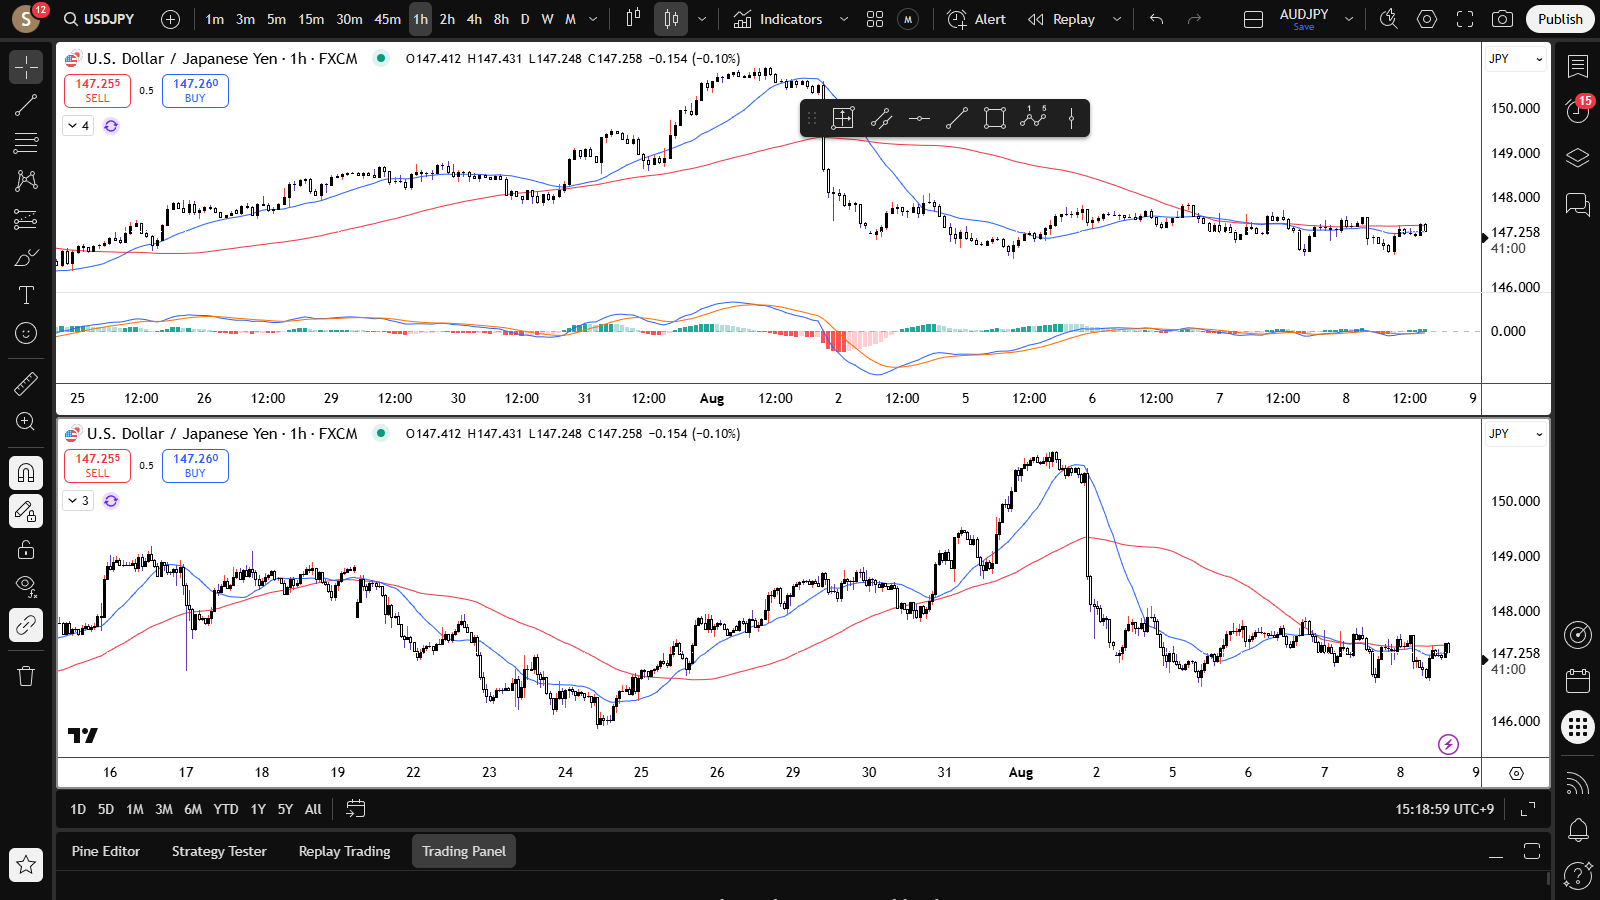 S 12 USDJPY 1m 3m 5m 15m 30m 45m 1h 2h 4h 8h D W M Indicators M Alert Replay AUDJPY Save Publish
U.S. Dollar / Japanese Yen · 1h · FXCM O147.412 H147.431 L147.248 C147.258 −0.154 (−0.10%) JPY
147.255 SELL 0.5 147.260 BUY
4
1 5
150.000
149.000
148.000
147.258
41:00
146.000
0.000
25 12:00 26 12:00 29 12:00 30 12:00 31 12:00 Aug 12:00 2 12:00 5 12:00 6 12:00 7 12:00 8 12:00 9
U.S. Dollar / Japanese Yen · 1h · FXCM O147.412 H147.431 L147.248 C147.258 −0.154 (−0.10%) JPY
147.255 SELL 0.5 147.260 BUY
3
150.000
149.000
148.000
147.258
41:00
146.000
16 17 18 19 22 23 24 25 26 29 30 31 Aug 2 5 6 7 8 9
1D 5D 1M 3M 6M YTD 1Y 5Y All 15:18:59 UTC+9
Pine Editor Strategy Tester Replay Trading Trading Panel
15